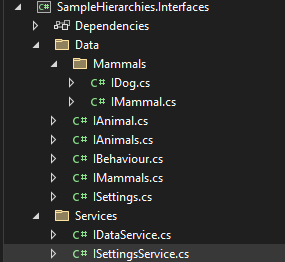 SampleHierarchies.Interfaces
Dependencies
Data
Mammals
C# IDog.cs
C# IMammal.cs
C# IAnimal.cs
C# IAnimals.cs
C# IBehaviour.cs
C# IMammals.cs
C# ISettings.cs
Services
C# IDataService.cs
C# ISettingsService.cs